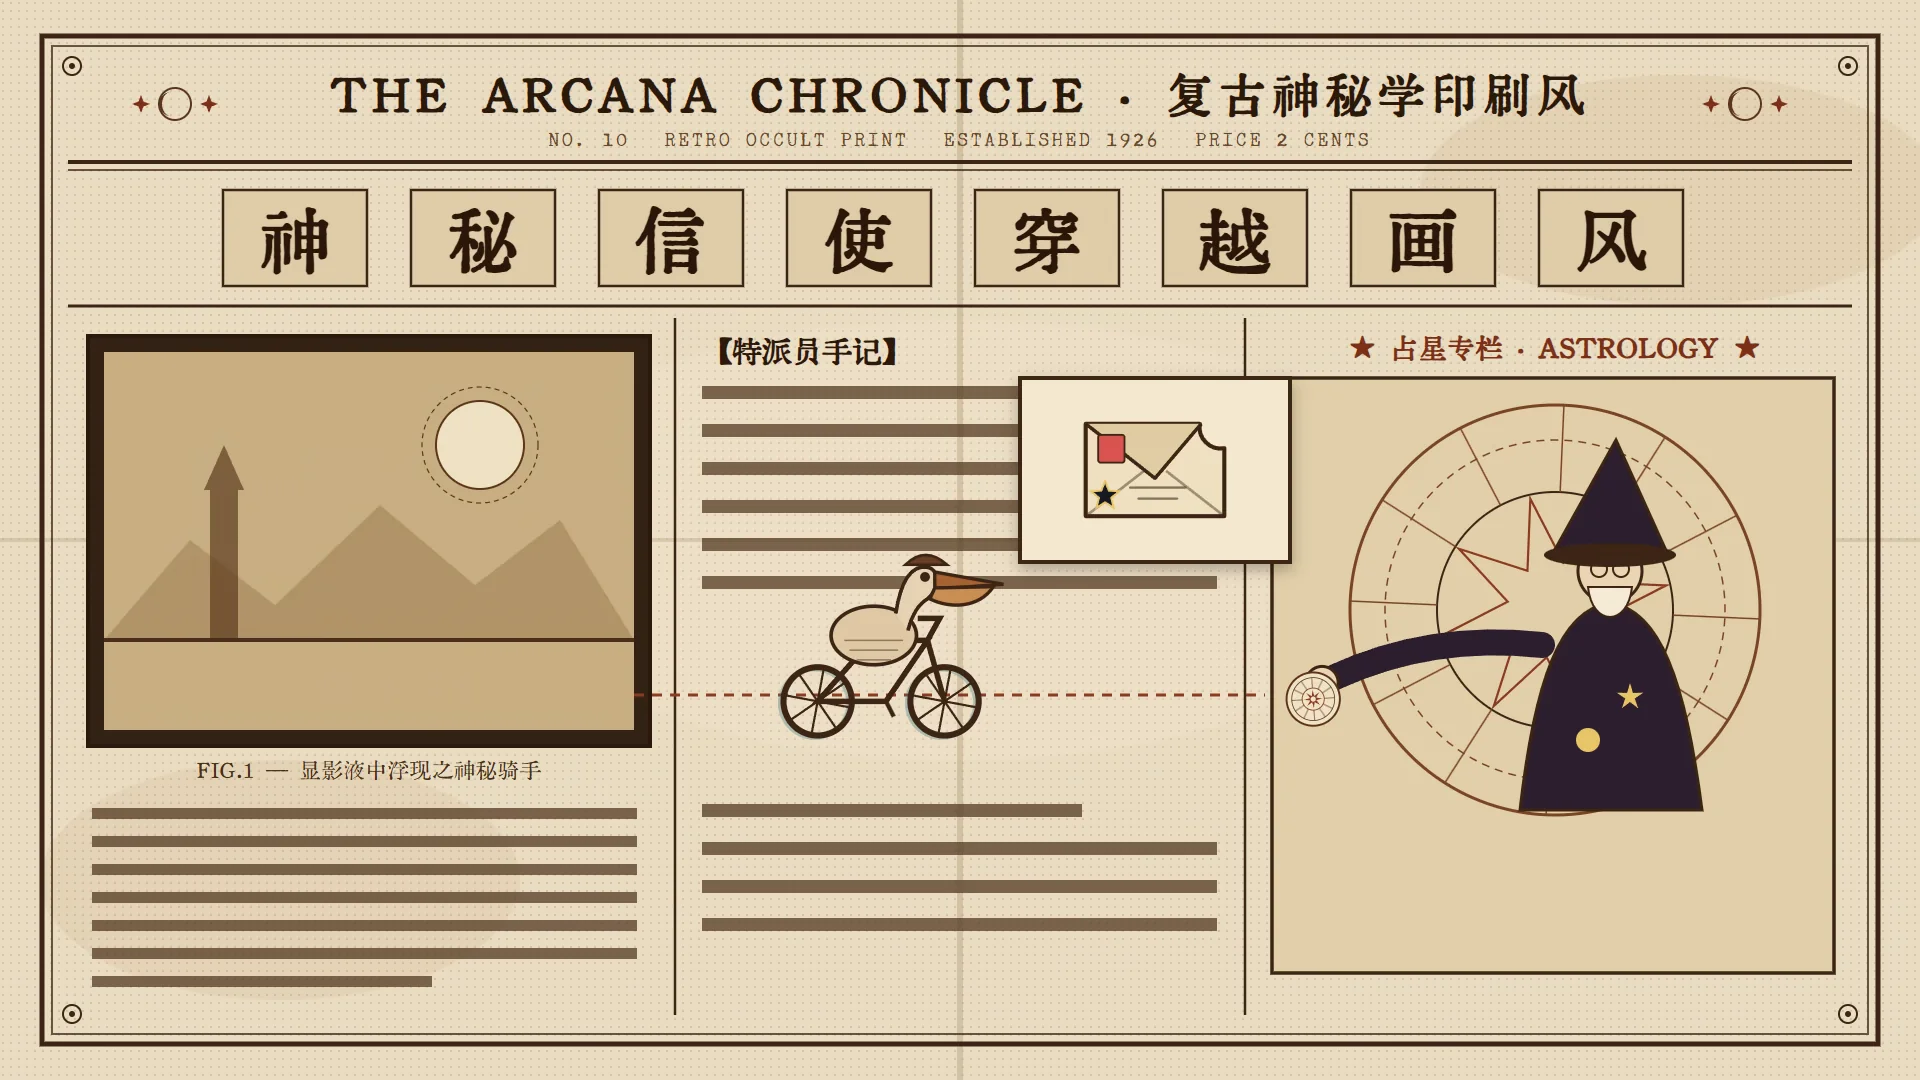 THE ARCANA CHRONICLE · 复古神秘学印刷风
NO. 10 RETRO OCCULT PRINT ESTABLISHED 1926 PRICE 2 CENTS
神秘信使穿越画风
FIG.1 — 显影液中浮现之神秘骑手
【特派员手记】
★ 占星专栏 · ASTROLOGY ★